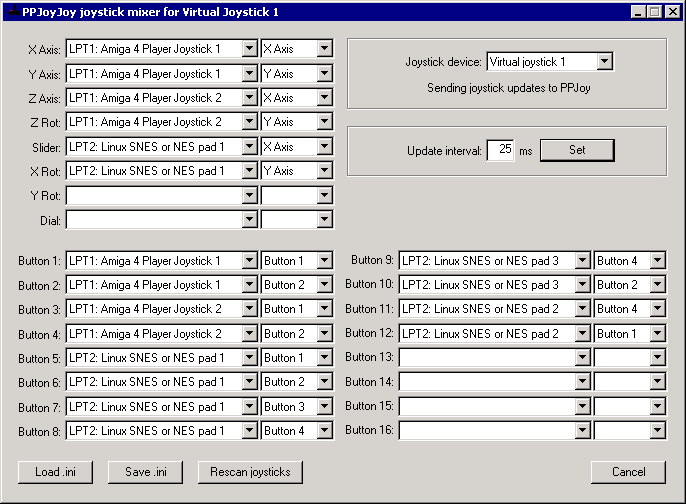 PPJoyJoy joystick mixer for Virtual Joystick 1
X Axis: LPT1: Amiga 4 Player Joystick 1 X Axis
Y Axis: LPT1: Amiga 4 Player Joystick 1 Y Axis
Z Axis: LPT1: Amiga 4 Player Joystick 2 X Axis
Z Rot: LPT1: Amiga 4 Player Joystick 2 Y Axis
Slider: LPT2: Linux SNES or NES pad 1 X Axis
X Rot: LPT2: Linux SNES or NES pad 1 Y Axis
Y Rot:
Dial:
Joystick device: Virtual joystick 1
Sending joystick updates to PPJoy
Update interval: 25 ms Set
Button 1: LPT1: Amiga 4 Player Joystick 1 Button 1
Button 2: LPT1: Amiga 4 Player Joystick 1 Button 2
Button 3: LPT1: Amiga 4 Player Joystick 2 Button 1
Button 4: LPT1: Amiga 4 Player Joystick 2 Button 2
Button 5: LPT2: Linux SNES or NES pad 1 Button 1
Button 6: LPT2: Linux SNES or NES pad 1 Button 2
Button 7: LPT2: Linux SNES or NES pad 1 Button 3
Button 8: LPT2: Linux SNES or NES pad 1 Button 4
Button 9: LPT2: Linux SNES or NES pad 3 Button 4
Button 10: LPT2: Linux SNES or NES pad 3 Button 2
Button 11: LPT2: Linux SNES or NES pad 2 Button 4
Button 12: LPT2: Linux SNES or NES pad 2 Button 1
Button 13:
Button 14:
Button 15:
Button 16:
Load .ini Save .ini Rescan joysticks Cancel